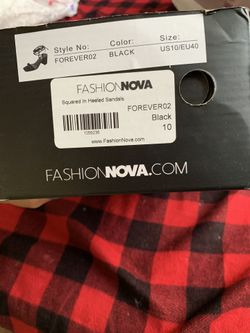 Style No: Color: Size:
FOREVER02 BLACK US10/EU40
FASHIONNOVA
Squared In Heeled Sandals
FOREVER02
Black
10
www.FashionNova.com
FASHIONNOVA.COM